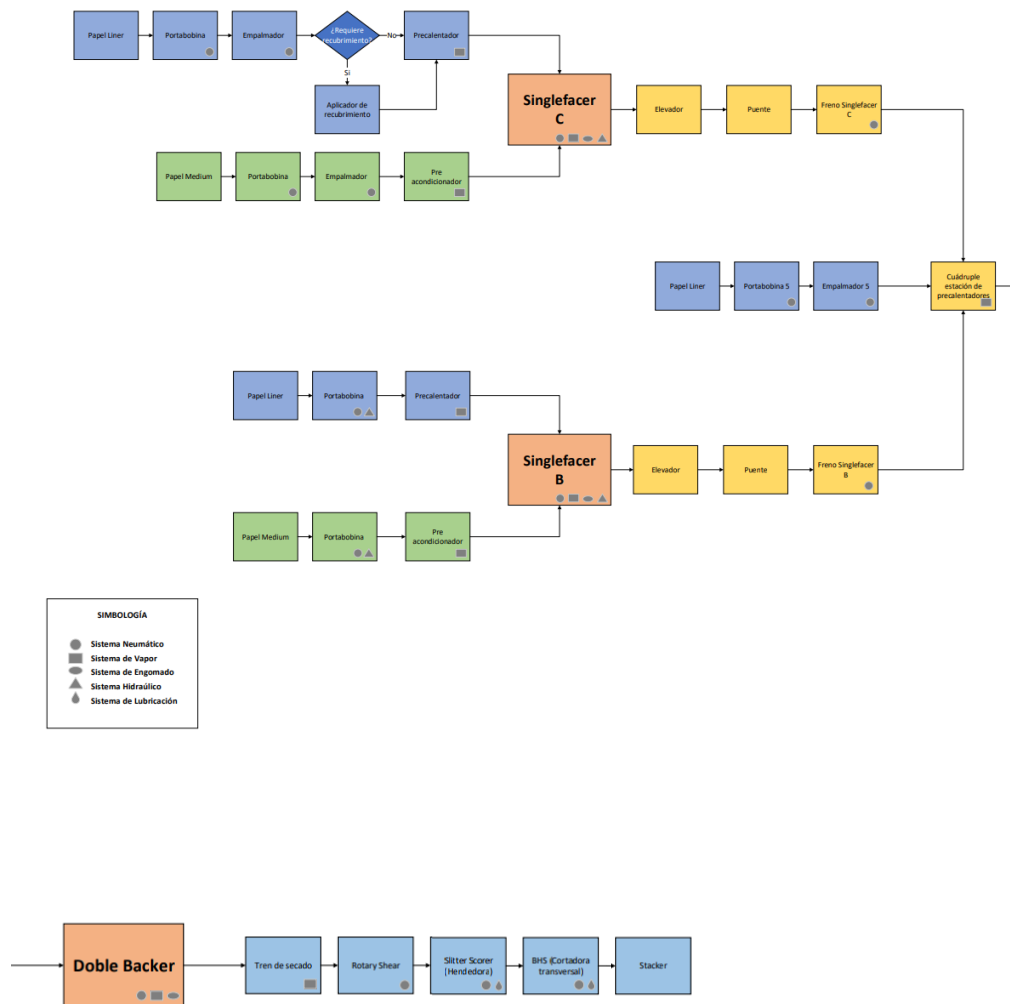 Papel Liner
Portabobina
Empalmador
¿Requiere
recubrimiento?
No
Precalentador
Si
Aplicador de
recubrimiento
Singlefacer
C
Elevador
Puente
Freno Singlefacer
C
Papel Medium
Portabobina
Empalmador
Pre
acondicionador
Papel Liner
Portabobina 5
Empalmador 5
Cuádruple
estación de
precalentadores
Papel Liner
Portabobina
Precalentador
Singlefacer
B
Elevador
Puente
Freno Singlefacer
B
Papel Medium
Portabobina
Pre
acondicionador
SIMBOLOGÍA
Sistema Neumático
Sistema de Vapor
Sistema de Engomado
Sistema Hidraúlico
Sistema de Lubricación
Doble Backer
Tren de secado
Rotary Shear
Slitter Scorer
(Hendedora)
BHS (Cortadora
transversal)
Stacker